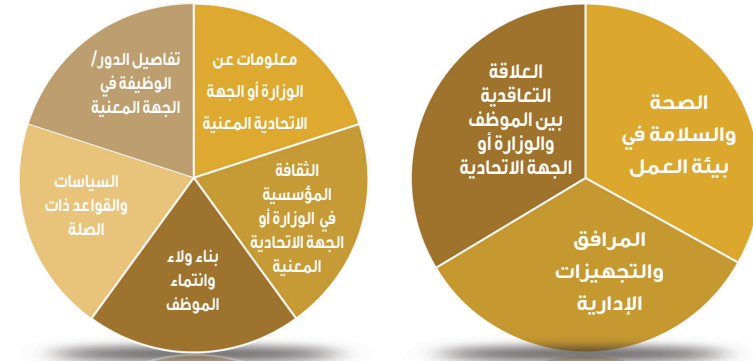 الصحة
والسلامة في
بيئة العمل
المرافق
والتجهيزات
الإدارية
العلاقة
التعاقدية
بين الموظف
والوزارة أو
الجهة الاتحادية
معلومات عن
الوزارة أو الجهة
الاتحادية المعنية
الثقافة
المؤسسية
في الوزارة أو
الجهة الاتحادية
المعنية
بناء ولاء
وانتماء
الموظف
السياسات
والقواعد ذات
الصلة
تفاصيل الدور/
الوظيفة في
الجهة المعنية